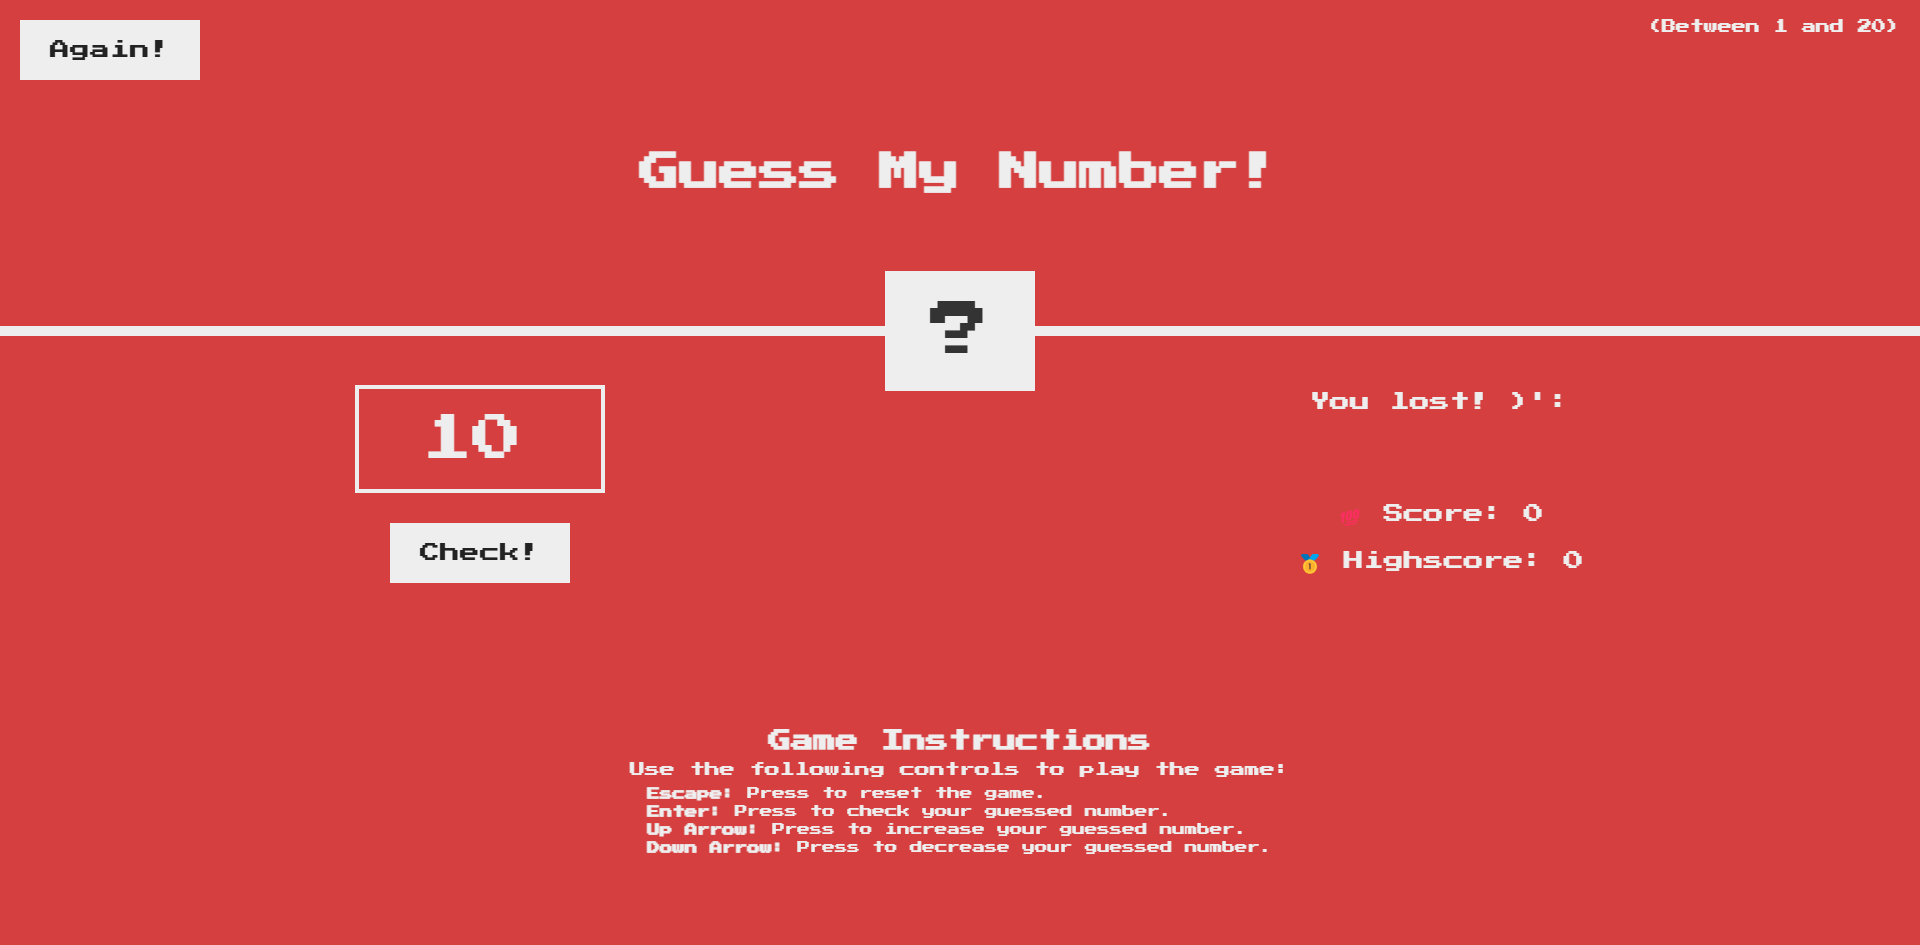 Again!
(Between 1 and 20)
Guess My Number!
?
10
Check!
You lost! )':
💯 Score: 0
🥇 Highscore: 0
Game Instructions
Use the following controls to play the game:
Escape: Press to reset the game.
Enter: Press to check your guessed number.
Up Arrow: Press to increase your guessed number.
Down Arrow: Press to decrease your guessed number.